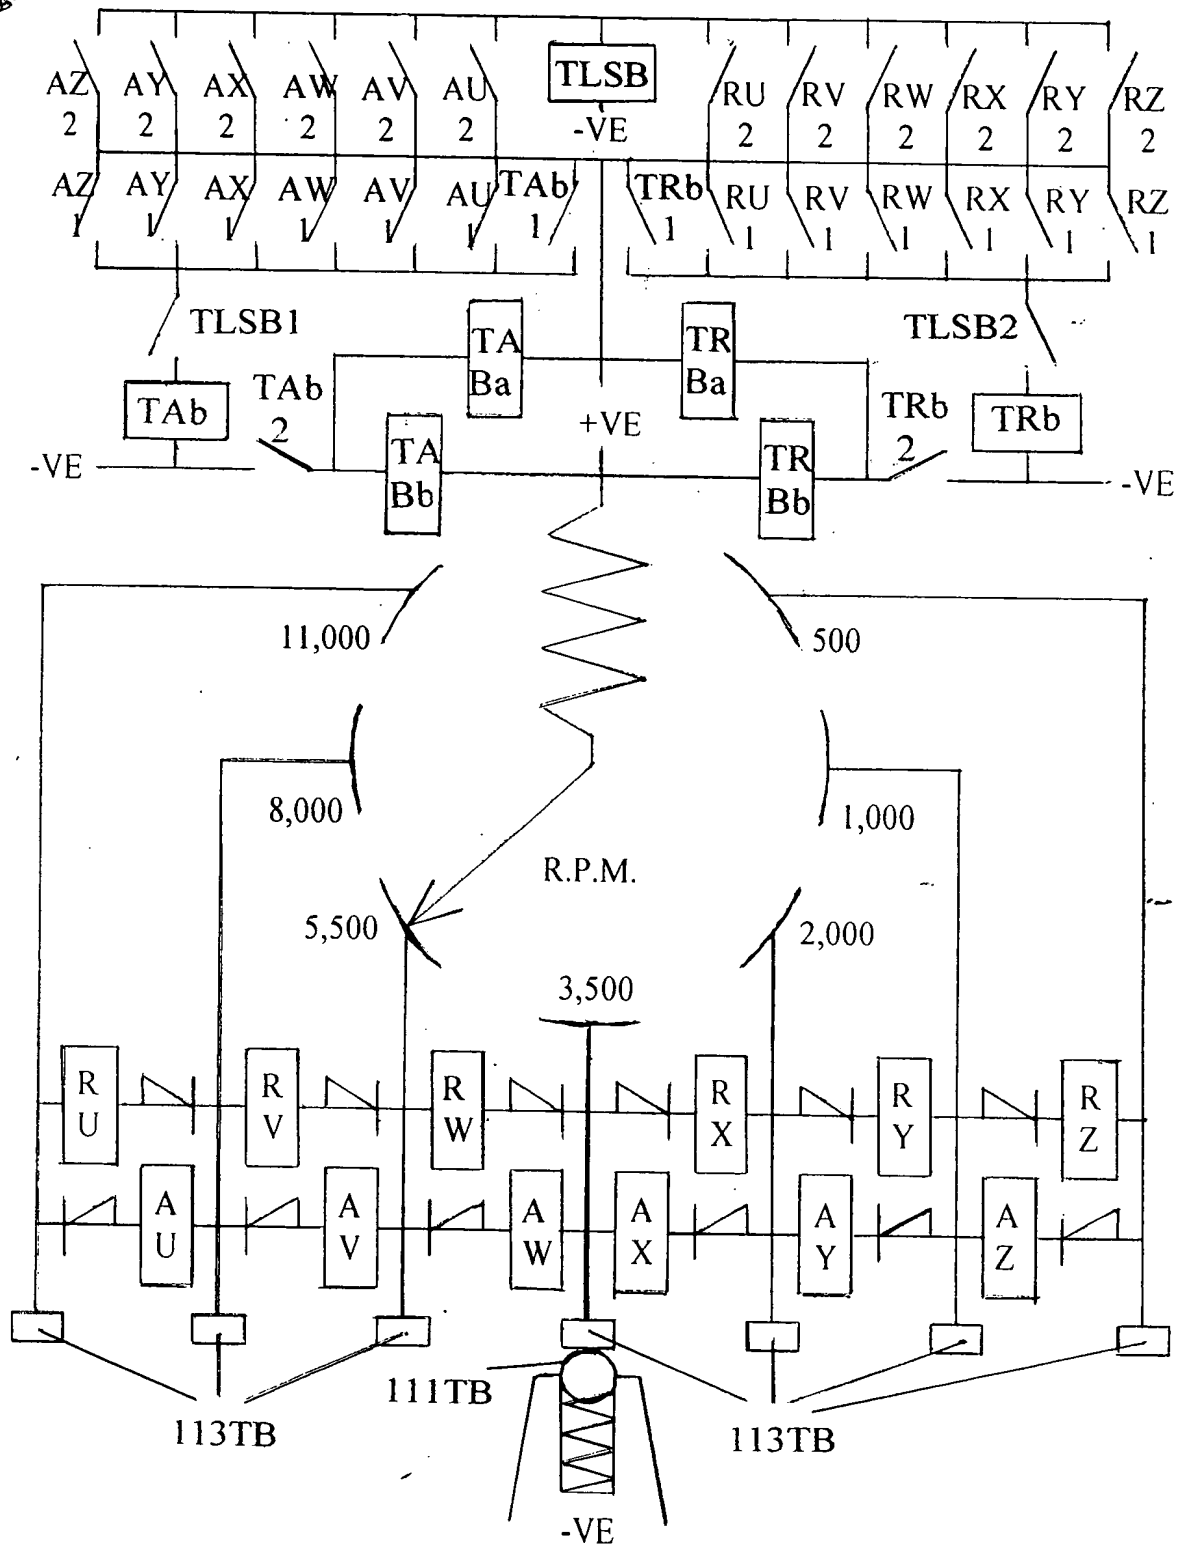 AZ 2
AY 2
AX 2
AW 2
AV 2
AU 2
TLSB
-VE
RU 2
RV 2
RW 2
RX 2
RY 2
RZ 2
AZ 1
AY 1
AX 1
AW 1
AV 1
AU 1
TAb 1
TRb 1
RU 1
RV 1
RW 1
RX 1
RY 1
RZ 1
TLSB1
TLSB2
TA Ba
TR Ba
TAb
TAb 2
+VE
TRb 2
TRb
-VE
TA Bb
TR Bb
-VE
11,000
500
8,000
1,000
R.P.M.
5,500
2,000
3,500
R U
R V
R W
R X
R Y
R Z
A U
A V
A W
A X
A Y
A Z
111TB
113TB
113TB
-VE